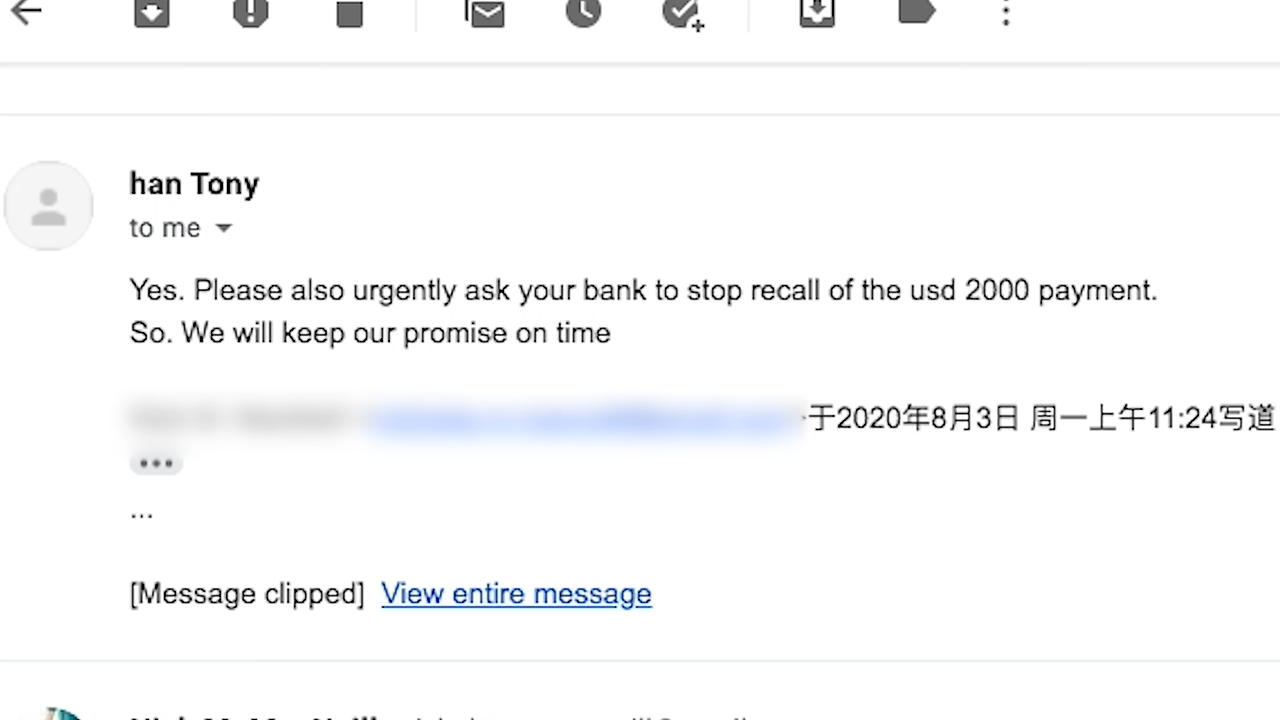 han Tony
to me
Yes. Please also urgently ask your bank to stop recall of the usd 2000 payment.
So. We will keep our promise on time
于2020年8月3日 周一上午11:24写道
...
[Message clipped] View entire message